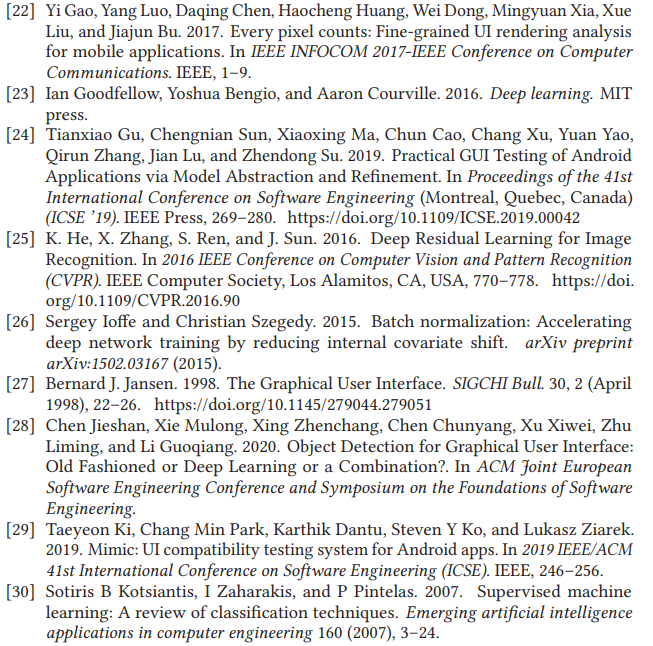 [22] Yi Gao, Yang Luo, Daqing Chen, Haocheng Huang, Wei Dong, Mingyuan Xia, Xue
Liu, and Jiajun Bu. 2017. Every pixel counts: Fine-grained UI rendering analysis
for mobile applications. In IEEE INFOCOM 2017-IEEE Conference on Computer
Communications. IEEE, 1–9.
[23] Ian Goodfellow, Yoshua Bengio, and Aaron Courville. 2016. Deep learning. MIT
press.
[24] Tianxiao Gu, Chengnian Sun, Xiaoxing Ma, Chun Cao, Chang Xu, Yuan Yao,
Qirun Zhang, Jian Lu, and Zhendong Su. 2019. Practical GUI Testing of Android
Applications via Model Abstraction and Refinement. In Proceedings of the 41st
International Conference on Software Engineering (Montreal, Quebec, Canada)
(ICSE ’19). IEEE Press, 269–280. https://doi.org/10.1109/ICSE.2019.00042
[25] K. He, X. Zhang, S. Ren, and J. Sun. 2016. Deep Residual Learning for Image
Recognition. In 2016 IEEE Conference on Computer Vision and Pattern Recognition
(CVPR). IEEE Computer Society, Los Alamitos, CA, USA, 770–778. https://doi.
org/10.1109/CVPR.2016.90
[26] Sergey Ioffe and Christian Szegedy. 2015. Batch normalization: Accelerating
deep network training by reducing internal covariate shift. arXiv preprint
arXiv:1502.03167 (2015).
[27] Bernard J. Jansen. 1998. The Graphical User Interface. SIGCHI Bull. 30, 2 (April
1998), 22–26. https://doi.org/10.1145/279044.279051
[28] Chen Jieshan, Xie Mulong, Xing Zhenchang, Chen Chunyang, Xu Xiwei, Zhu
Liming, and Li Guoqiang. 2020. Object Detection for Graphical User Interface:
Old Fashioned or Deep Learning or a Combination?. In ACM Joint European
Software Engineering Conference and Symposium on the Foundations of Software
Engineering.
[29] Taeyeon Ki, Chang Min Park, Karthik Dantu, Steven Y Ko, and Lukasz Ziarek.
2019. Mimic: UI compatibility testing system for Android apps. In 2019 IEEE/ACM
41st International Conference on Software Engineering (ICSE). IEEE, 246–256.
[30] Sotiris B Kotsiantis, I Zaharakis, and P Pintelas. 2007. Supervised machine
learning: A review of classification techniques. Emerging artificial intelligence
applications in computer engineering 160 (2007), 3–24.